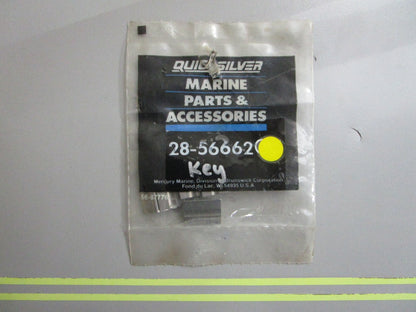 QUICKSILVER
MARINE
PARTS &
ACCESSORIES
28-56662
Key
Mercury Marine, Division of Brunswick Corporation
Fond du Lac, WI 54935 U.S.A.